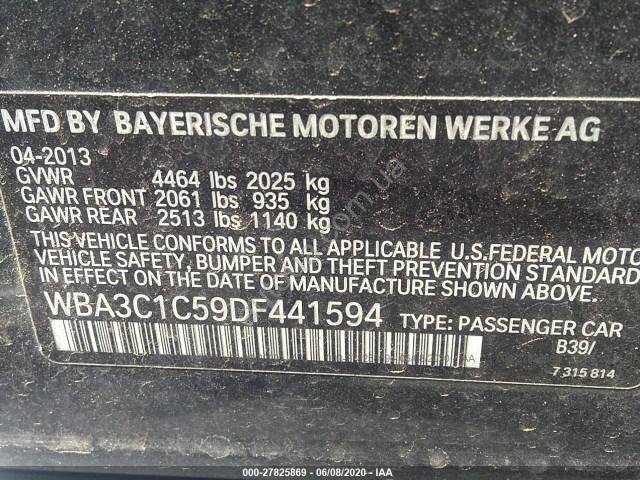 MFD BY BAYERISCHE MOTOREN WERKE AG
04-2013
GVWR 4464 lbs 2025 kg
GAWR FRONT 2061 lbs 935 kg
GAWR REAR 2513 lbs 1140 kg
THIS VEHICLE CONFORMS TO ALL APPLICABLE U.S.FEDERAL MOTO
VEHICLE SAFETY, BUMPER AND THEFT PREVENTION STANDARD
IN EFFECT ON THE DATE OF MANUFACTURE SHOWN ABOVE.
WBA3C1C59DF441594 TYPE: PASSENGER CAR
B39/
7 315 814
000-27825869 - 06/08/2020 - IAA